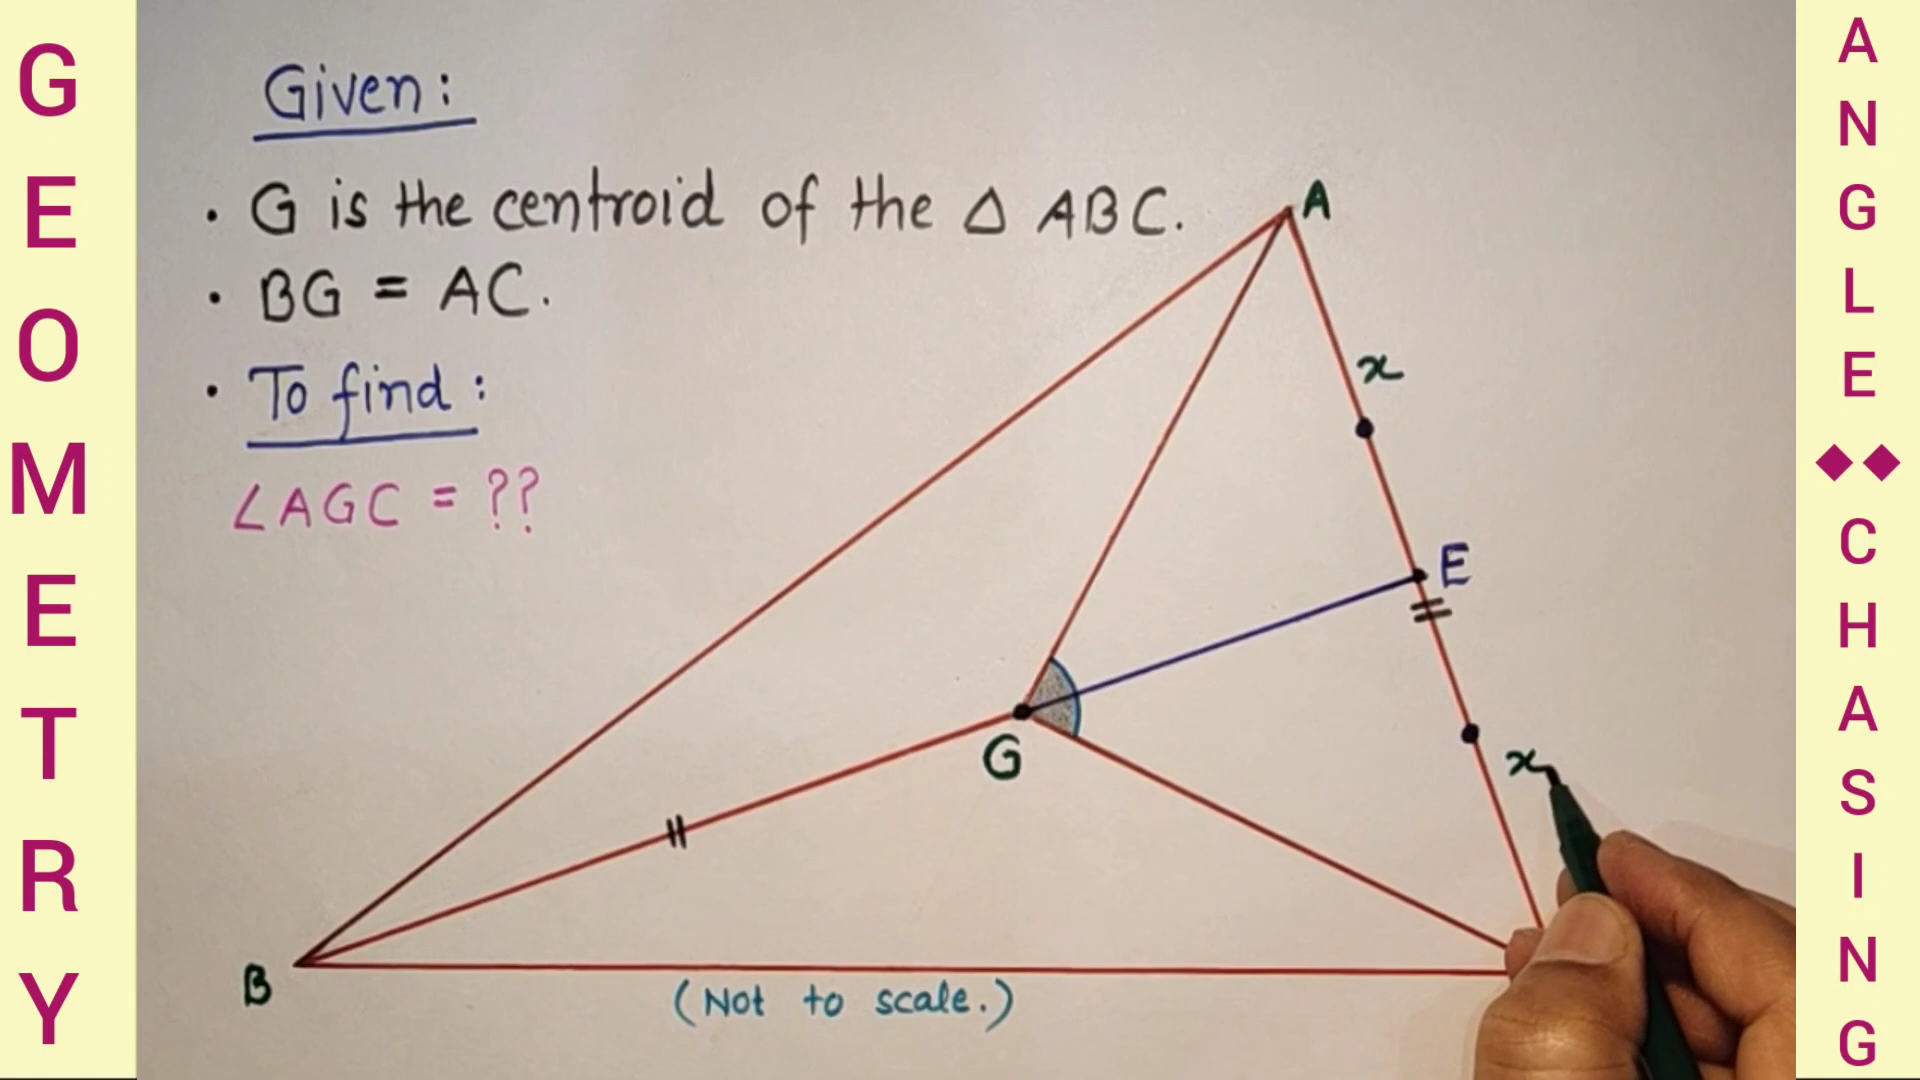 GEOMETRY
Given:
• G is the centroid of the △ ABC.
• BG = AC.
• To find:
∠AGC = ??
A
x
E
G
x
B
(Not to scale.)
ANGLE ◆◆ CHASING